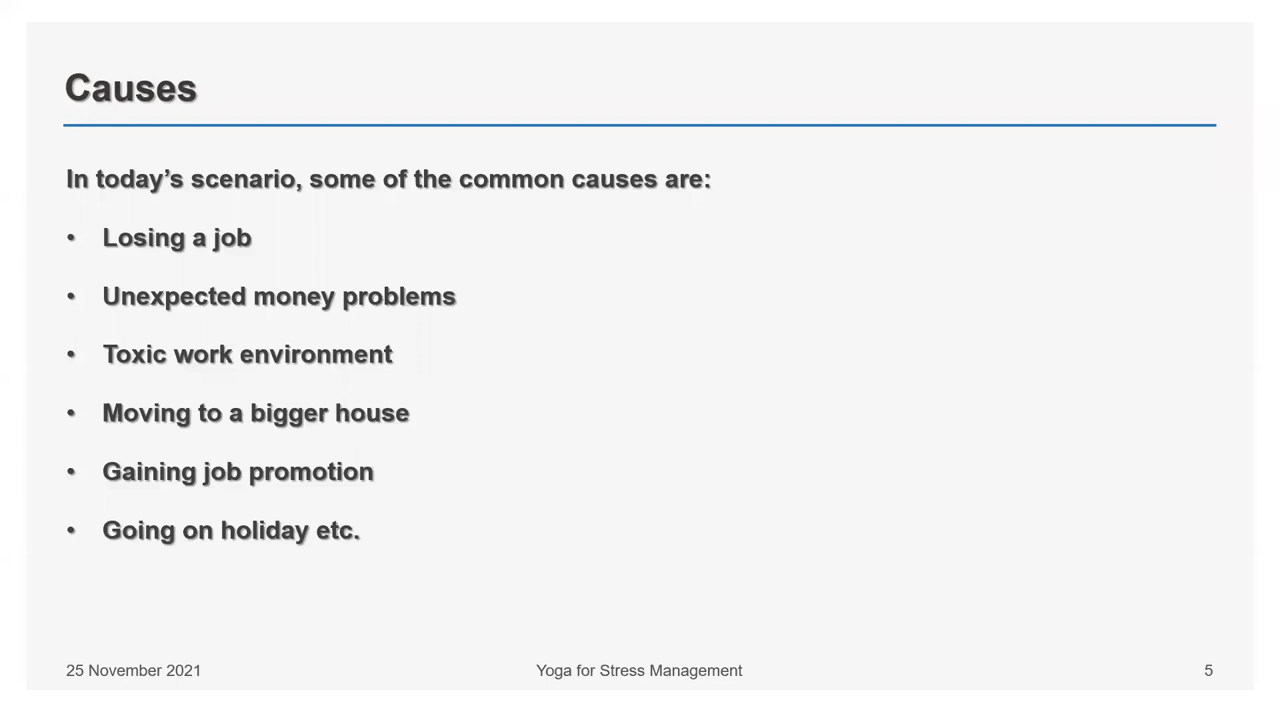 Causes
In today’s scenario, some of the common causes are:
• Losing a job
• Unexpected money problems
• Toxic work environment
• Moving to a bigger house
• Gaining job promotion
• Going on holiday etc.
25 November 2021 Yoga for Stress Management 5